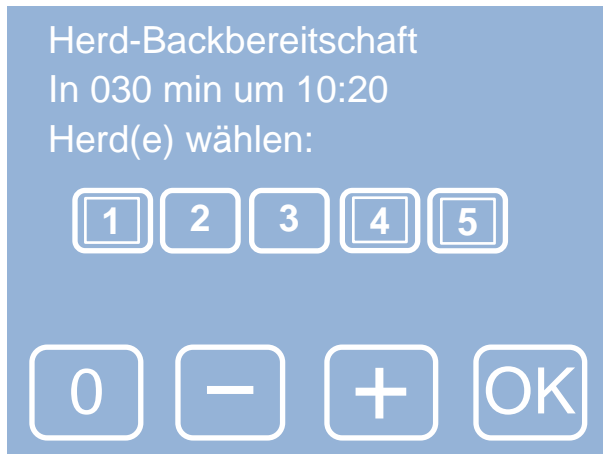 Herd-Backbereitschaft
In 030 min um 10:20
Herd(e) wählen:
1 2 3 4 5
0 − + OK